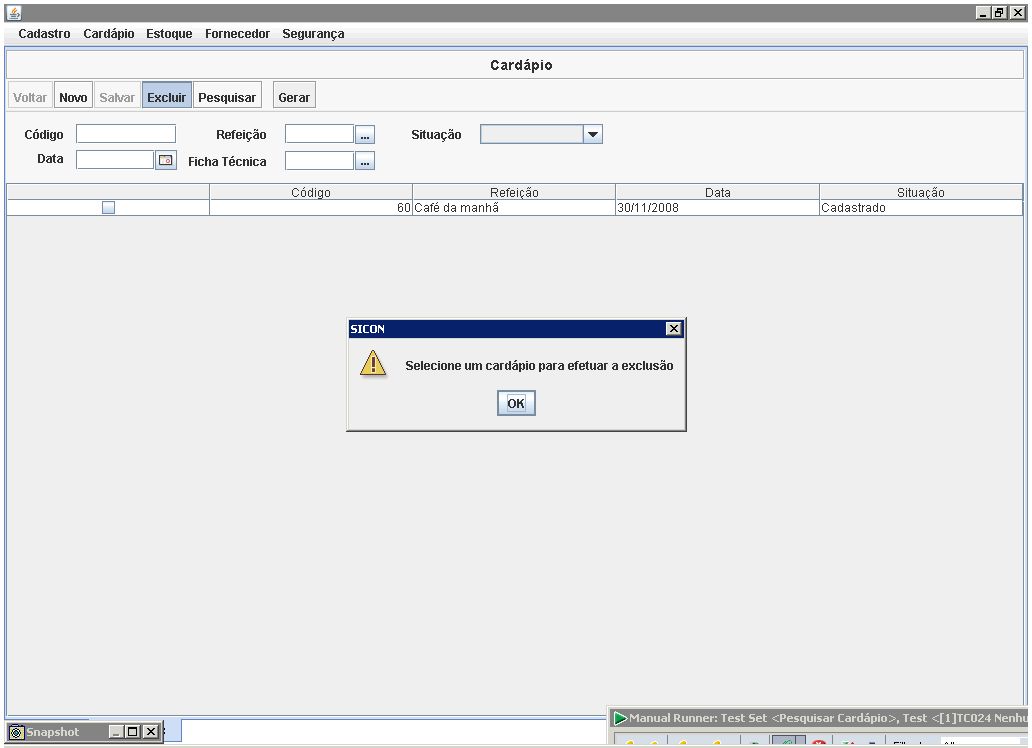 Cadastro Cardápio Estoque Fornecedor Segurança
Cardápio
Voltar Novo Salvar Excluir Pesquisar Gerar
Código Refeição ... Situação
Data Ficha Técnica ...
Código Refeição Data Situação
60 Café da manhã 30/11/2008 Cadastrado
SICON
Selecione um cardápio para efetuar a exclusão
OK
Manual Runner: Test Set <Pesquisar Cardápio>, Test <[1]TC024 Nenhu
Snapshot